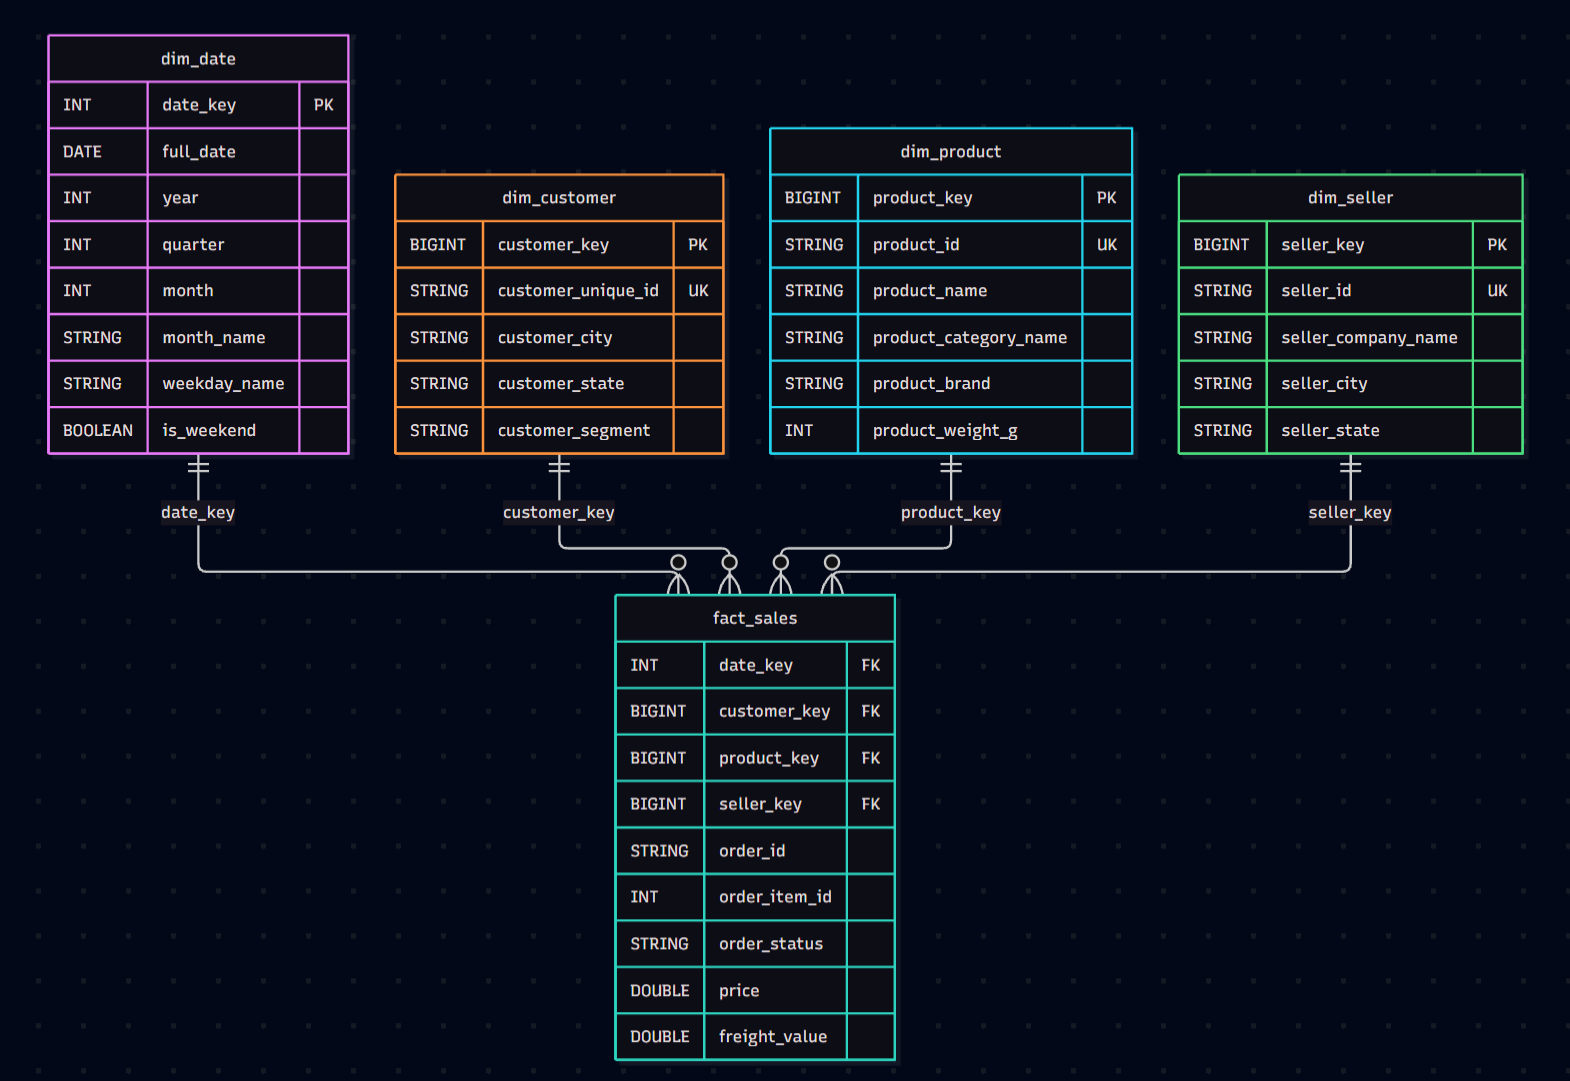 dim_date
INT date_key PK
DATE full_date
INT year
INT quarter
INT month
STRING month_name
STRING weekday_name
BOOLEAN is_weekend
dim_customer
BIGINT customer_key PK
STRING customer_unique_id UK
STRING customer_city
STRING customer_state
STRING customer_segment
dim_product
BIGINT product_key PK
STRING product_id UK
STRING product_name
STRING product_category_name
STRING product_brand
INT product_weight_g
dim_seller
BIGINT seller_key PK
STRING seller_id UK
STRING seller_company_name
STRING seller_city
STRING seller_state
date_key
customer_key
product_key
seller_key
fact_sales
INT date_key FK
BIGINT customer_key FK
BIGINT product_key FK
BIGINT seller_key FK
STRING order_id
INT order_item_id
STRING order_status
DOUBLE price
DOUBLE freight_value